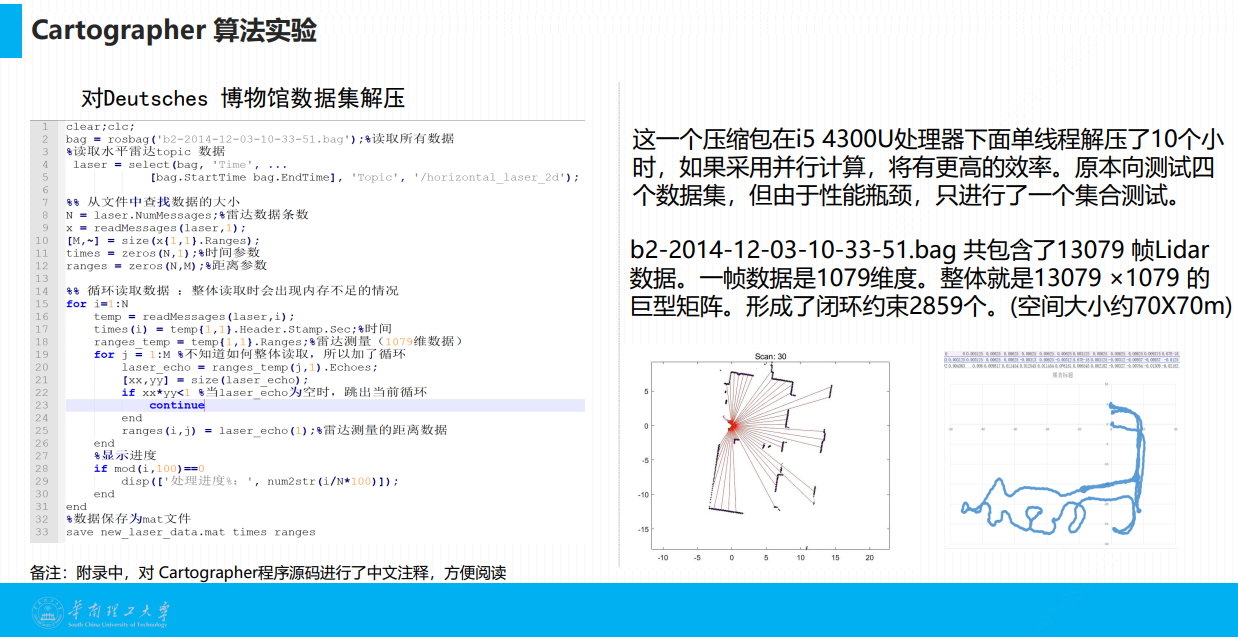 Cartographer 算法实验
对Deutsches 博物馆数据集解压
1 clear;clc;
2 bag = rosbag('b2-2014-12-03-10-33-51.bag');%读取所有数据
3 %读取水平雷达topic 数据
4 laser = select(bag, 'Time', ...
5 [bag.StartTime bag.EndTime], 'Topic', '/horizontal_laser_2d');
6
7 %% 从文件中查找数据的大小
8 N = laser.NumMessages;%雷达数据条数
9 x = readMessages(laser,1);
10 [M,~] = size(x{1,1}.Ranges);
11 times = zeros(N,1);%时间参数
12 ranges = zeros(N,M);%距离参数
13
14 %% 循环读取数据 : 整体读取时会出现内存不足的情况
15 for i=1:N
16 temp = readMessages(laser,i);
17 times(i) = temp{1,1}.Header.Stamp.Sec;%时间
18 ranges_temp = temp{1,1}.Ranges;%雷达测量（1079维数据）
19 for j = 1:M %不知道如何整体读取，所以加了循环
20 laser_echo = ranges_temp(j,1).Echoes;
21 [xx,yy] = size(laser_echo);
22 if xx*yy<1 %当laser_echo为空时，跳出当前循环
23 continue
24 end
25 ranges(i,j) = laser_echo(1);%雷达测量的距离数据
26 end
27 %显示进度
28 if mod(i,100)==0
29 disp(['处理进度%: ', num2str(i/N*100)]);
30 end
31 end
32 %数据保存为mat文件
33 save new_laser_data.mat times ranges
备注：附录中，对 Cartographer程序源码进行了中文注释，方便阅读
这一个压缩包在i5 4300U处理器下面单线程解压了10个小
时，如果采用并行计算，将有更高的效率。原本向测试四
个数据集，但由于性能瓶颈，只进行了一个集合测试。
b2-2014-12-03-10-33-51.bag 共包含了13079 帧Lidar
数据。一帧数据是1079维度。整体就是13079 ×1079 的
巨型矩阵。形成了闭环约束2859个。(空间大小约70X70m)
Scan: 30
5
0
-5
-10
-15
-10 -5 0 5 10 15 20
图表标题
华南理工大学
South China University of Technology